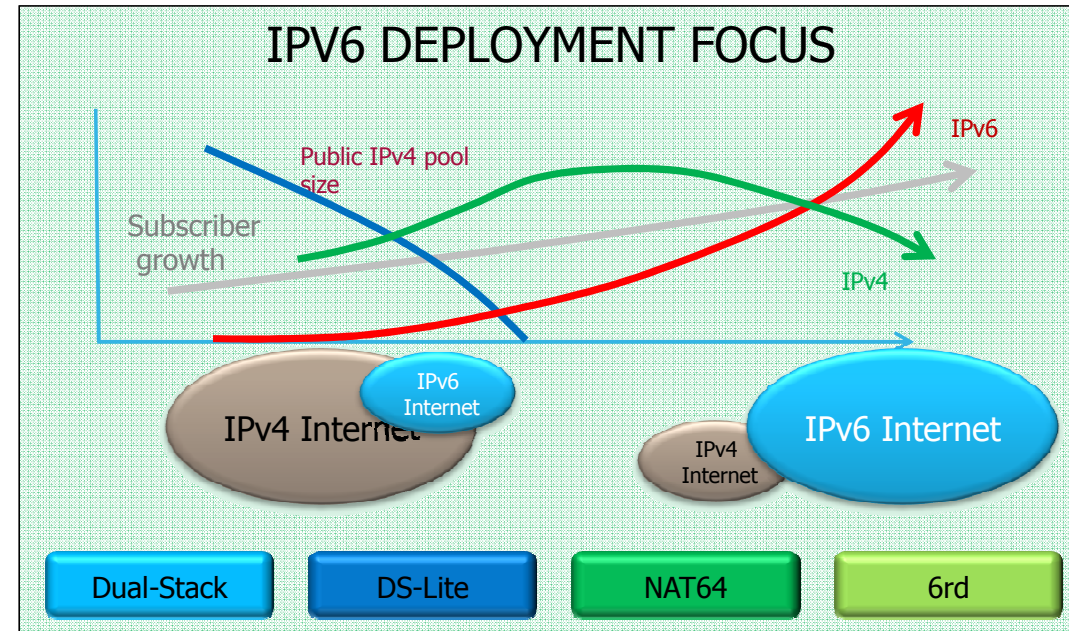 IPV6 DEPLOYMENT FOCUS
IPv6
Public IPv4 pool
size
Subscriber
growth
IPv4
IPv6
Internet
IPv4 Internet
IPv6 Internet
IPv4
Internet
Dual-Stack
DS-Lite
NAT64
6rd